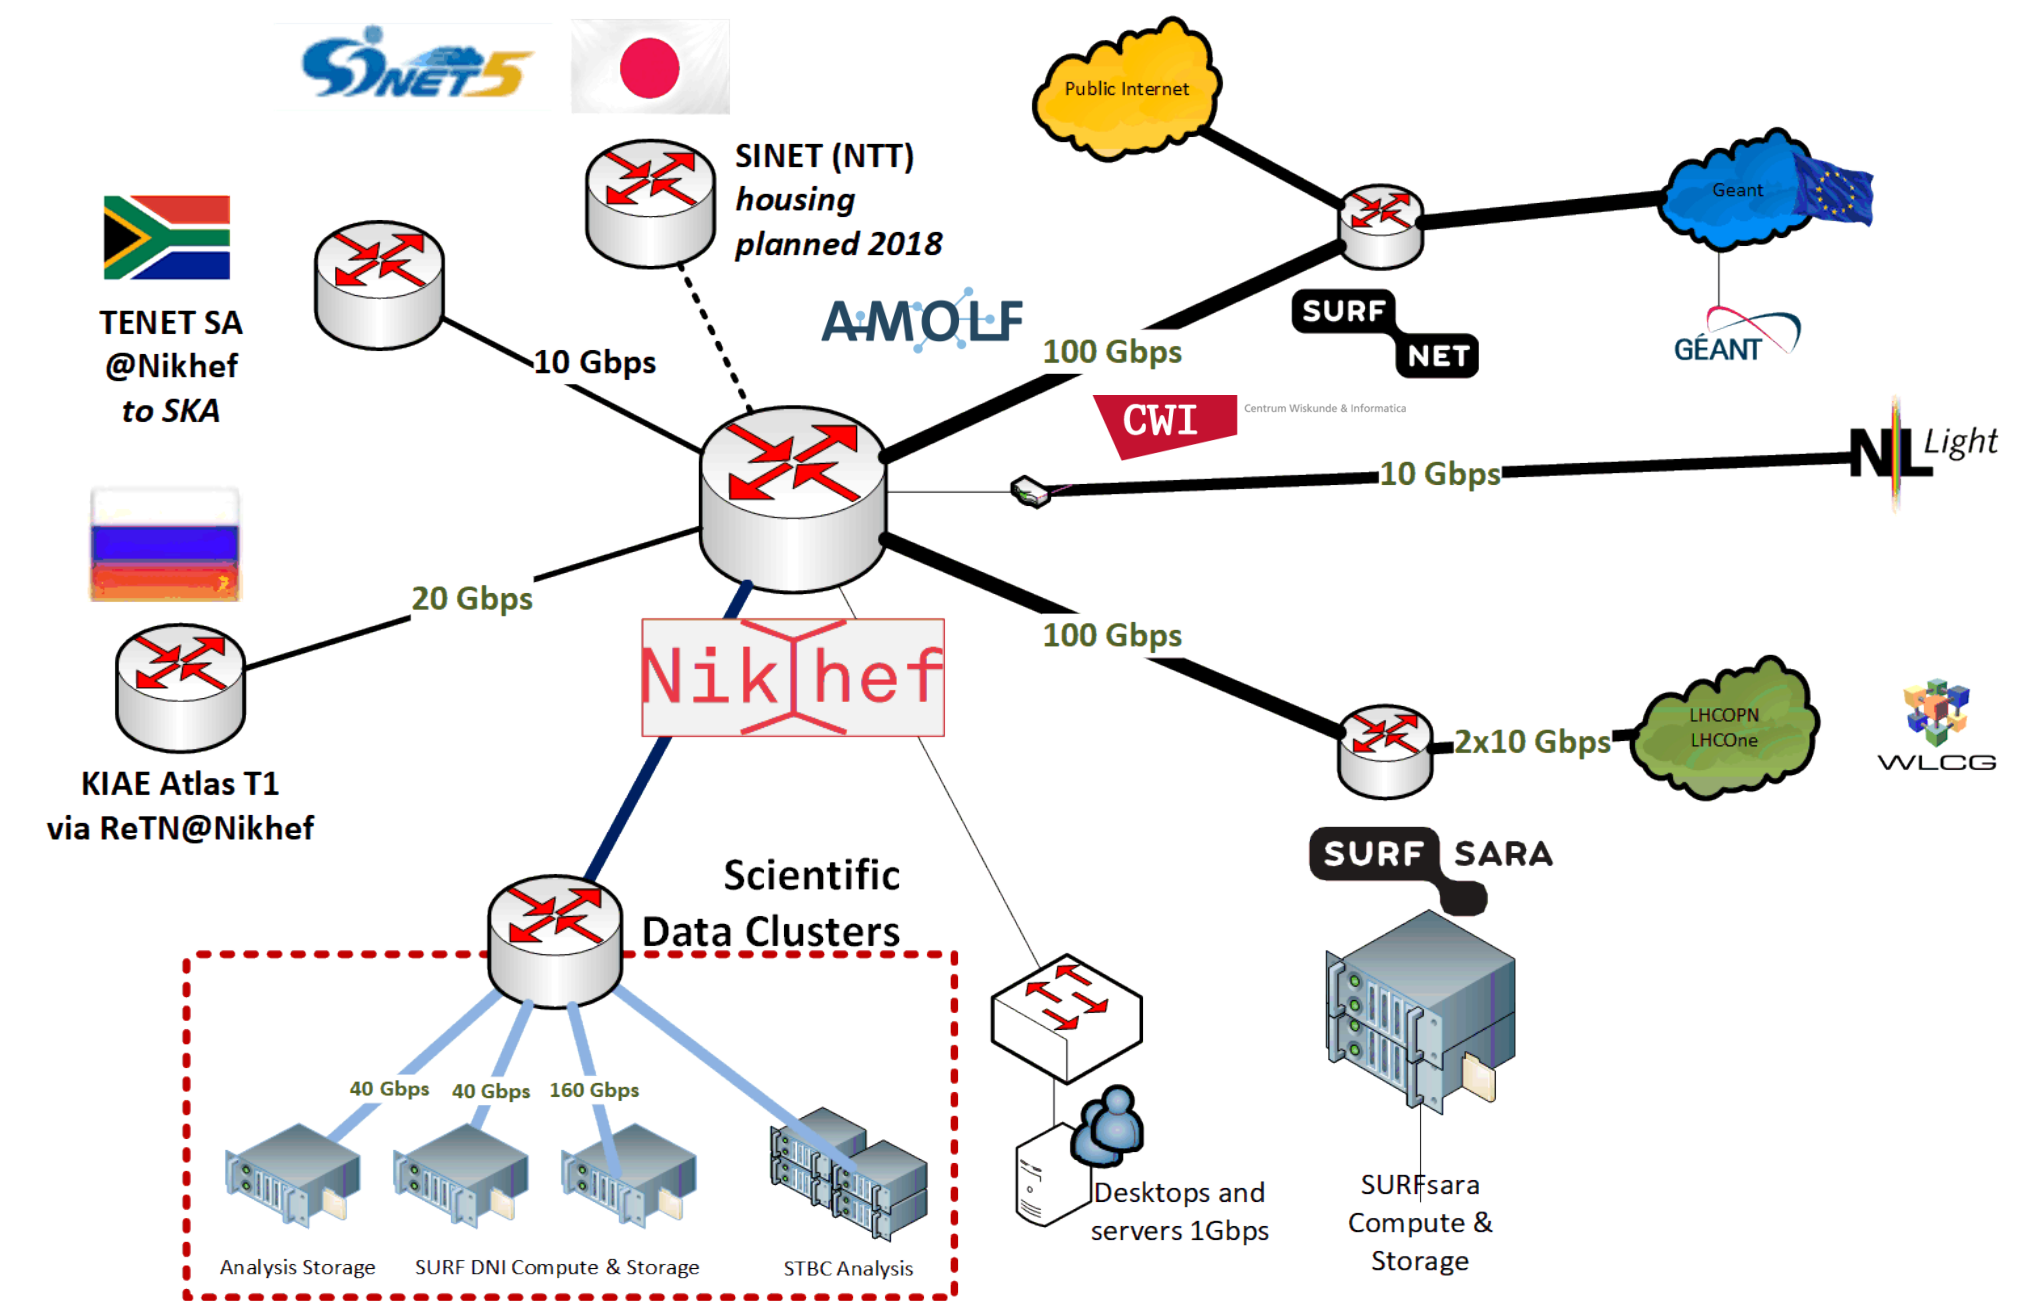 SINET5
SINET (NTT)
housing
planned 2018
TENET SA
@Nikhef
to SKA
10 Gbps
AMOLF
100 Gbps
Public Internet
Geant
SURF
NET
GÉANT
CWI
Centrum Wiskunde & Informatica
10 Gbps
NL Light
20 Gbps
KIAE Atlas T1
via ReTN@Nikhef
Nikhef
100 Gbps
2x10 Gbps
LHCOPN
LHCOne
WLCG
SURF SARA
Scientific
Data Clusters
40 Gbps
40 Gbps
160 Gbps
Analysis Storage
SURF DNI Compute & Storage
STBC Analysis
Desktops and
servers 1Gbps
SURFsara
Compute &
Storage